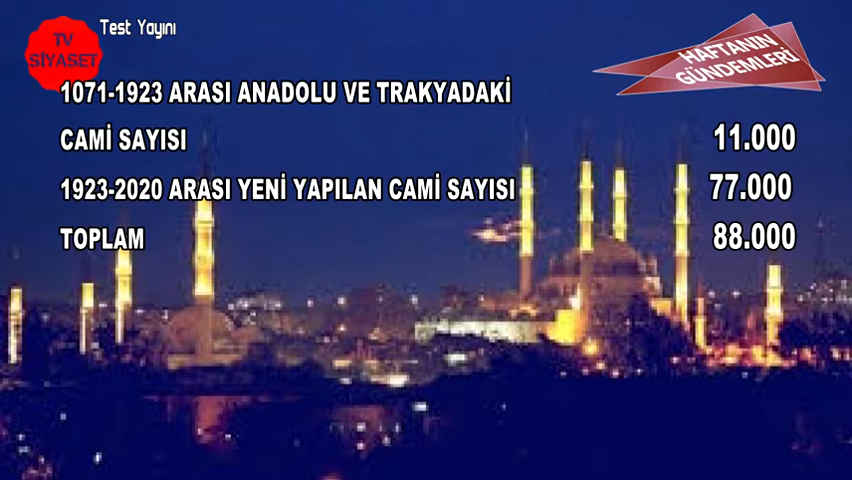 Test Yayını
TV
SİYASET
HAFTANIN
GÜNDEMLERİ
1071-1923 ARASI ANADOLU VE TRAKYADAKİ
CAMİ SAYISI 11.000
1923-2020 ARASI YENİ YAPILAN CAMİ SAYISI 77.000
TOPLAM 88.000